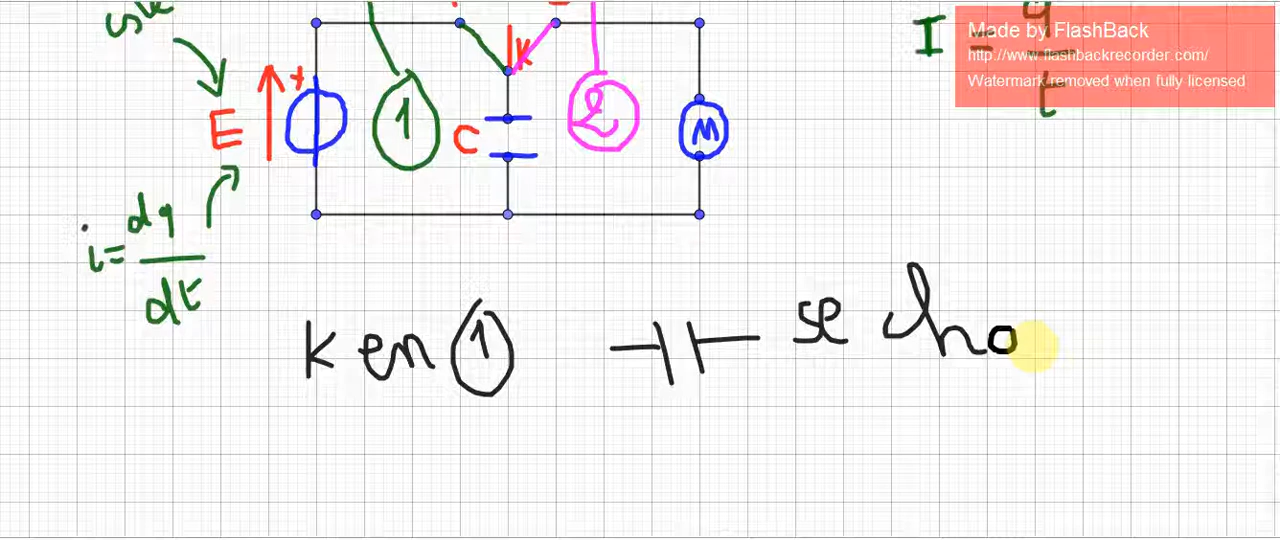 Made by FlashBack
http://www.flashbackrecorder.com/
Watermark removed when fully licensed
I = q/t
K
+
E
1
C
2
M
i = dq/dt
K en 1 se cha